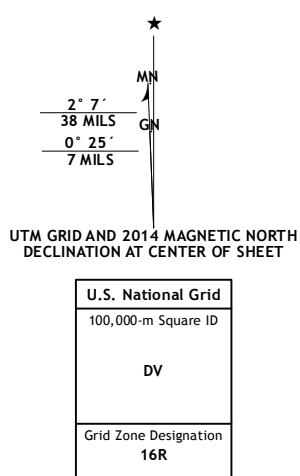 MN
2° 7´
38 MILS
GN
0° 25´
7 MILS
UTM GRID AND 2014 MAGNETIC NORTH
DECLINATION AT CENTER OF SHEET
U.S. National Grid
100,000-m Square ID
DV
Grid Zone Designation
16R